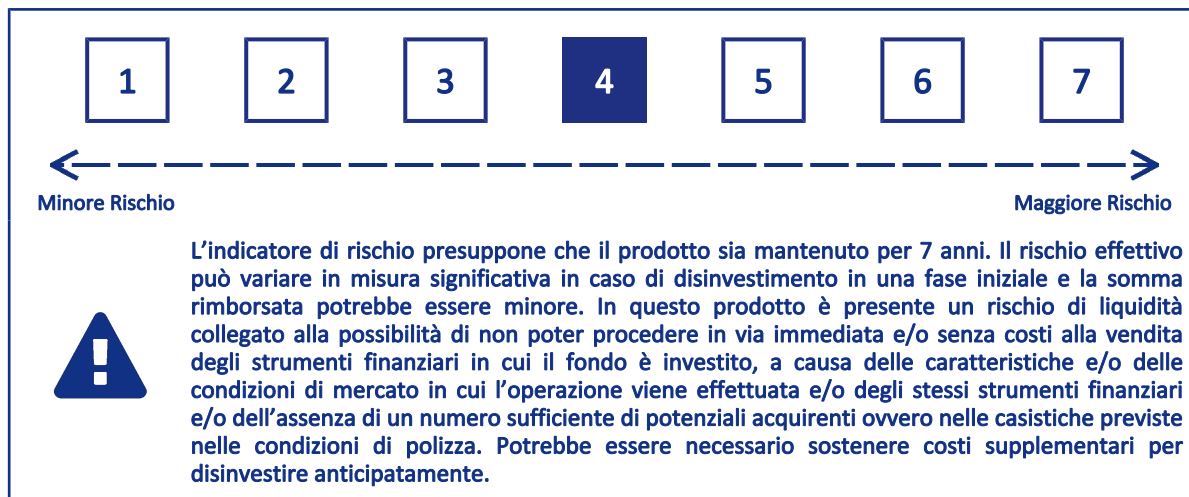 1 2 3 4 5 6 7
Minore Rischio Maggiore Rischio
L’indicatore di rischio presuppone che il prodotto sia mantenuto per 7 anni. Il rischio effettivo
può variare in misura significativa in caso di disinvestimento in una fase iniziale e la somma
rimborsata potrebbe essere minore. In questo prodotto è presente un rischio di liquidità
collegato alla possibilità di non poter procedere in via immediata e/o senza costi alla vendita
degli strumenti finanziari in cui il fondo è investito, a causa delle caratteristiche e/o delle
condizioni di mercato in cui l’operazione viene effettuata e/o degli stessi strumenti finanziari
e/o dell’assenza di un numero sufficiente di potenziali acquirenti ovvero nelle casistiche previste
nelle condizioni di polizza. Potrebbe essere necessario sostenere costi supplementari per
disinvestire anticipatamente.